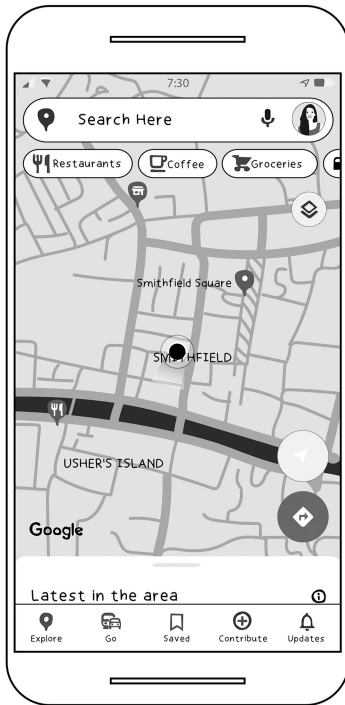 7:30
Search Here
Restaurants Coffee Groceries
Smithfield Square
SMITHFIELD
USHER'S ISLAND
Google
Latest in the area
Explore Go Saved Contribute Updates